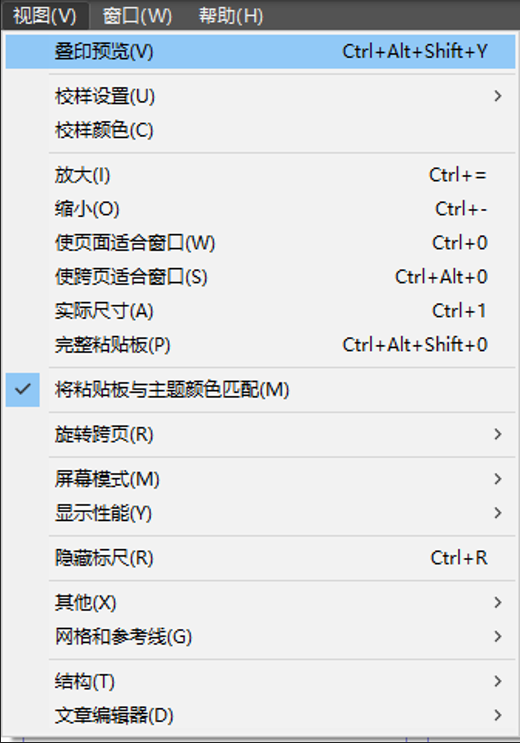 视图(V) 窗口(W) 帮助(H)
叠印预览(V) Ctrl+Alt+Shift+Y
校样设置(U)
校样颜色(C)
放大(I) Ctrl+=
缩小(O) Ctrl+-
使页面适合窗口(W) Ctrl+0
使跨页适合窗口(S) Ctrl+Alt+0
实际尺寸(A) Ctrl+1
完整粘贴板(P) Ctrl+Alt+Shift+0
将粘贴板与主题颜色匹配(M)
旋转跨页(R)
屏幕模式(M)
显示性能(Y)
隐藏标尺(R) Ctrl+R
其他(X)
网格和参考线(G)
结构(T)
文章编辑器(D)